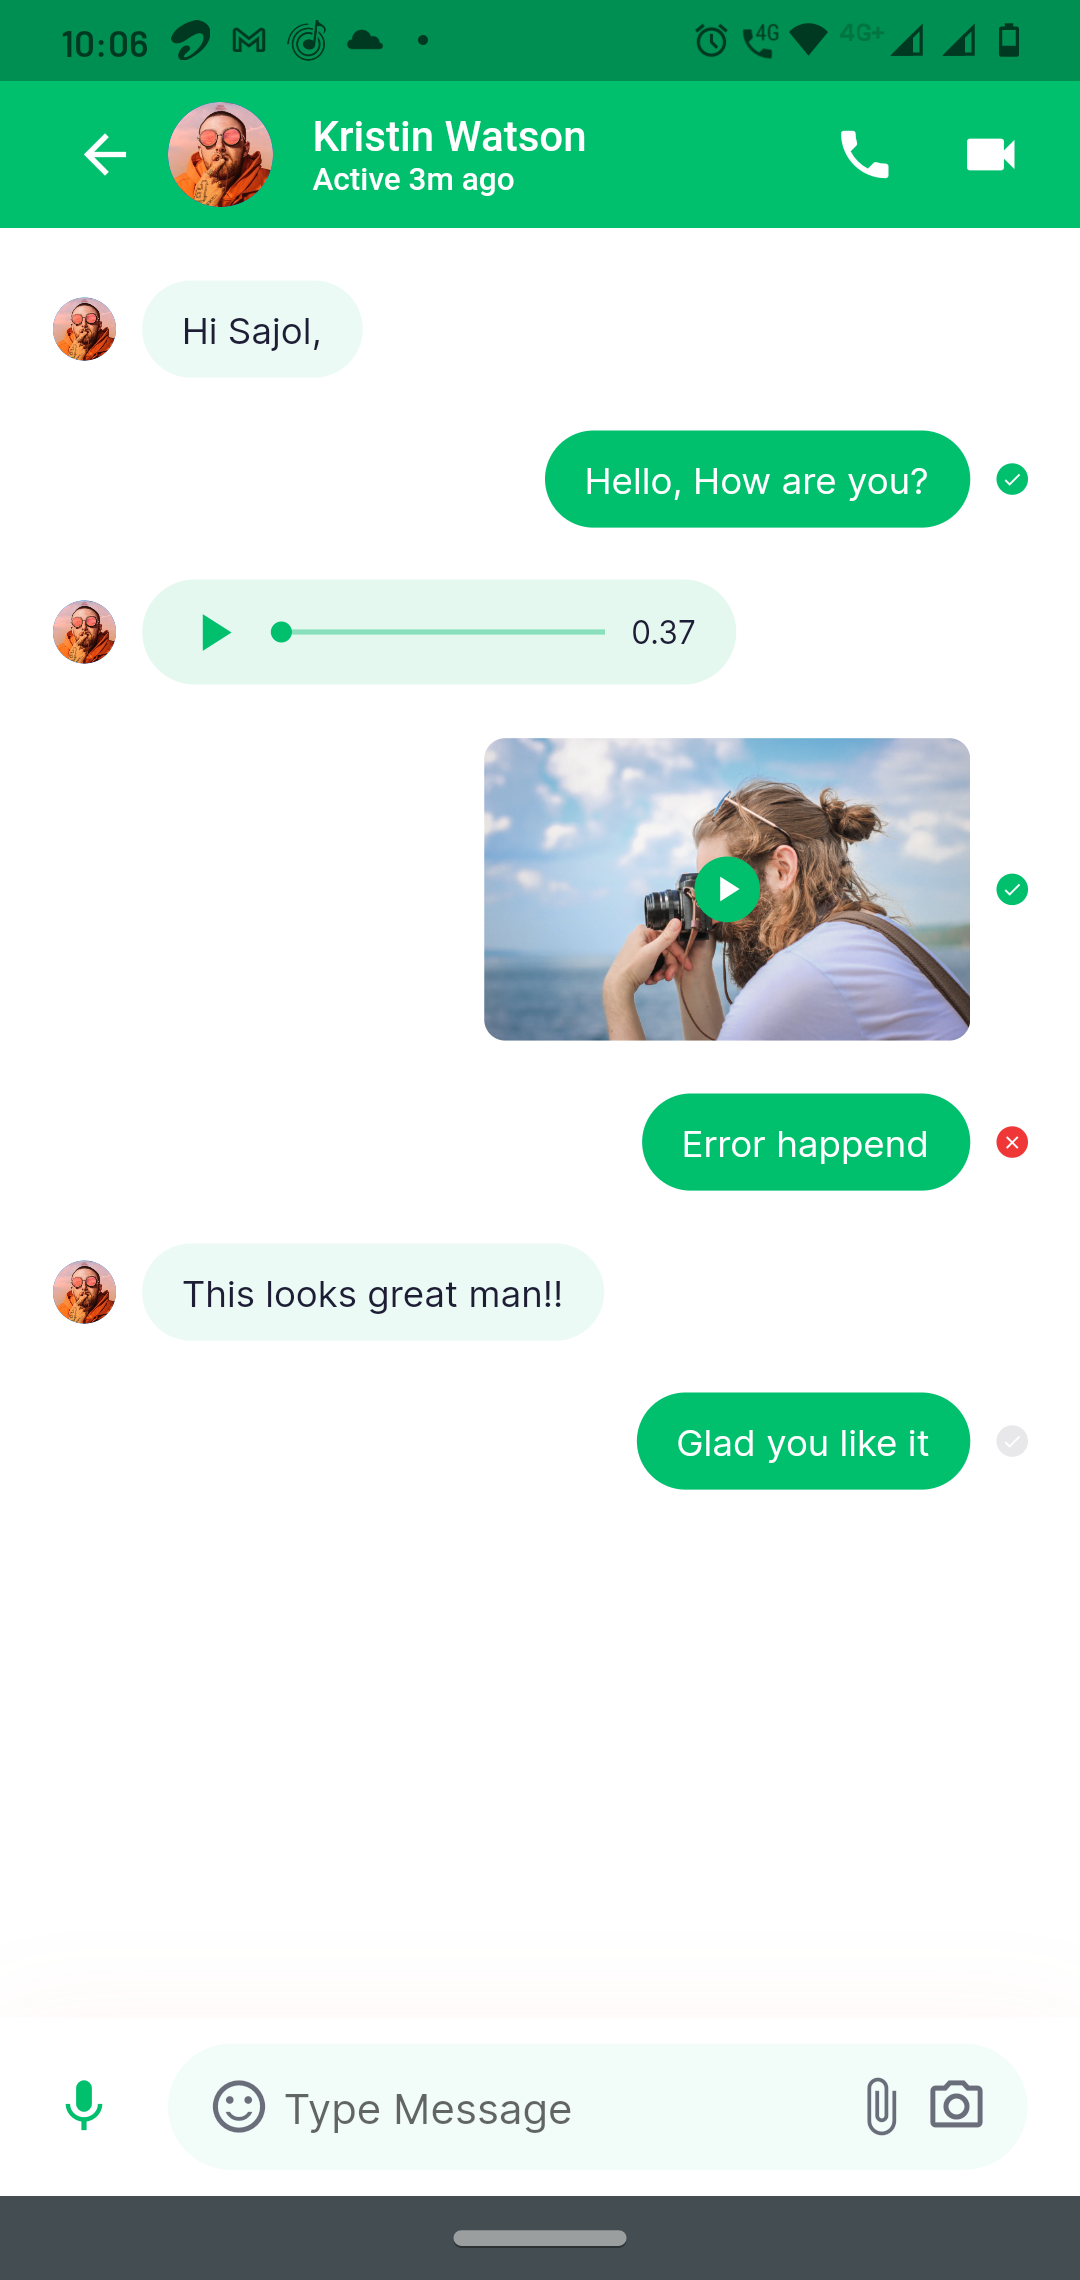 10:06
4G
4G+
Kristin Watson
Active 3m ago
Hi Sajol,
Hello, How are you?
0.37
Error happend
This looks great man!!
Glad you like it
Type Message